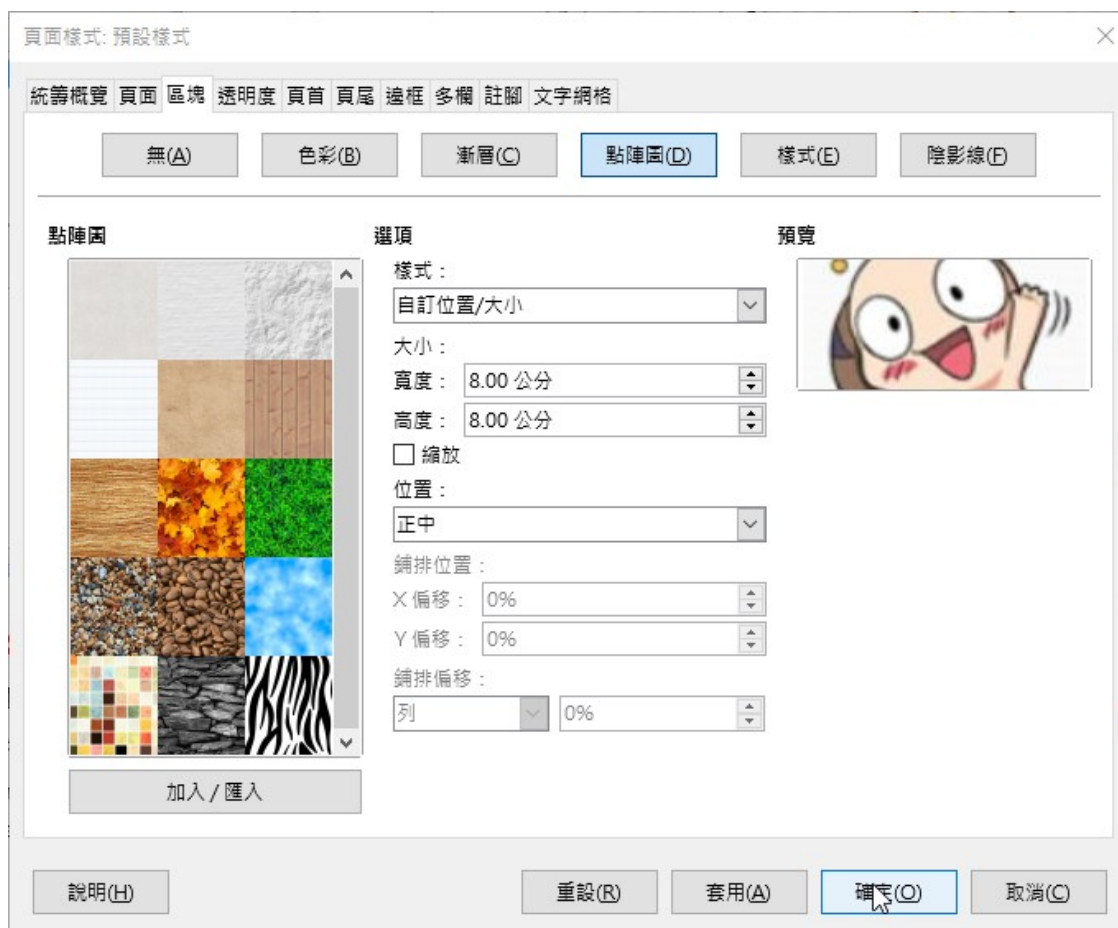 頁面樣式: 預設樣式
統籌概覽 頁面 區塊 透明度 頁首 頁尾 邊框 多欄 註腳 文字網格
無(A) 色彩(B) 漸層(C) 點陣圖(D) 樣式(E) 陰影線(F)
點陣圖 選項 預覽
樣式：
自訂位置/大小
大小：
寬度： 8.00 公分
高度： 8.00 公分
縮放
位置：
正中
鋪排位置：
X 偏移： 0%
Y 偏移： 0%
鋪排偏移：
列 0%
加入 / 匯入
說明(H) 重設(R) 套用(A) 確定(O) 取消(C)